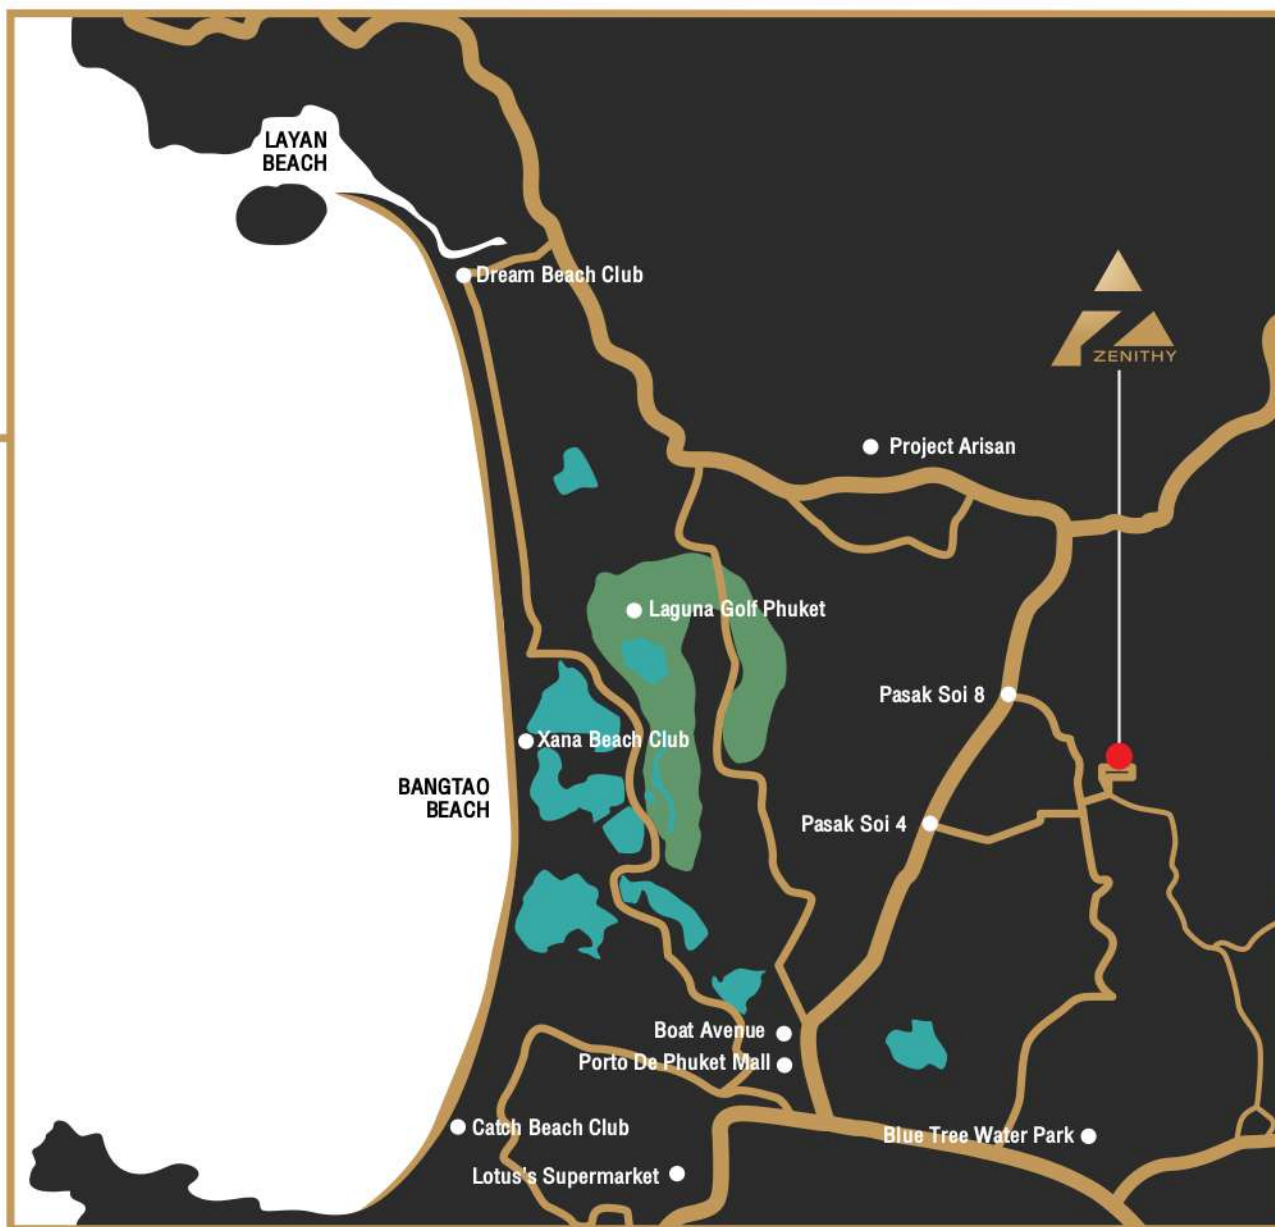 LAYAN
BEACH
Dream Beach Club
ZENITHY
Project Arisan
Laguna Golf Phuket
Pasak Soi 8
Xana Beach Club
BANGTAO
BEACH
Pasak Soi 4
Boat Avenue
Porto De Phuket Mall
Catch Beach Club
Blue Tree Water Park
Lotus's Supermarket